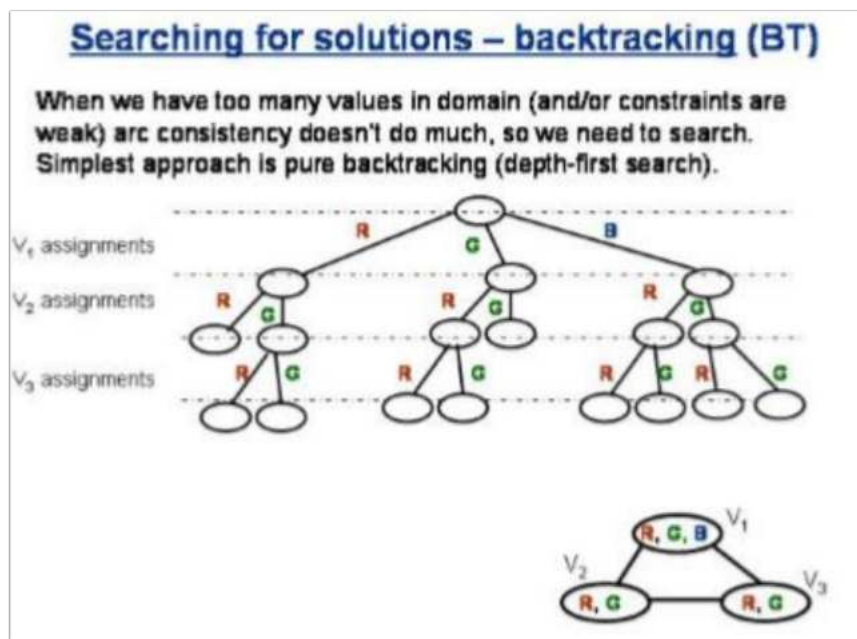 Searching for solutions – backtracking (BT)
When we have too many values in domain (and/or constraints are
weak) arc consistency doesn't do much, so we need to search.
Simplest approach is pure backtracking (depth-first search).
R G B
V₁ assignments
R G R G R G
V₂ assignments
R G R G R G R G
V₃ assignments
V₁
R, G, B
V₂
V₃
R, G R, G